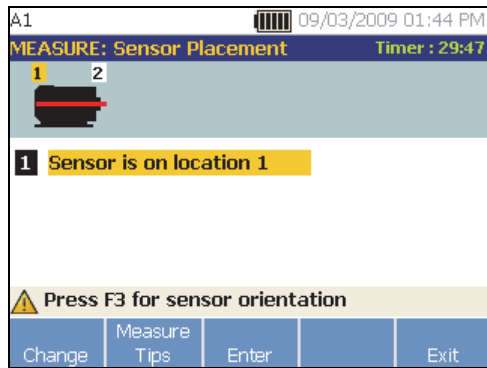 A1 09/03/2009 01:44 PM
MEASURE: Sensor Placement Timer : 29:47
1 2
1 Sensor is on location 1
Press F3 for sensor orientation
Measure
Change Tips Enter Exit